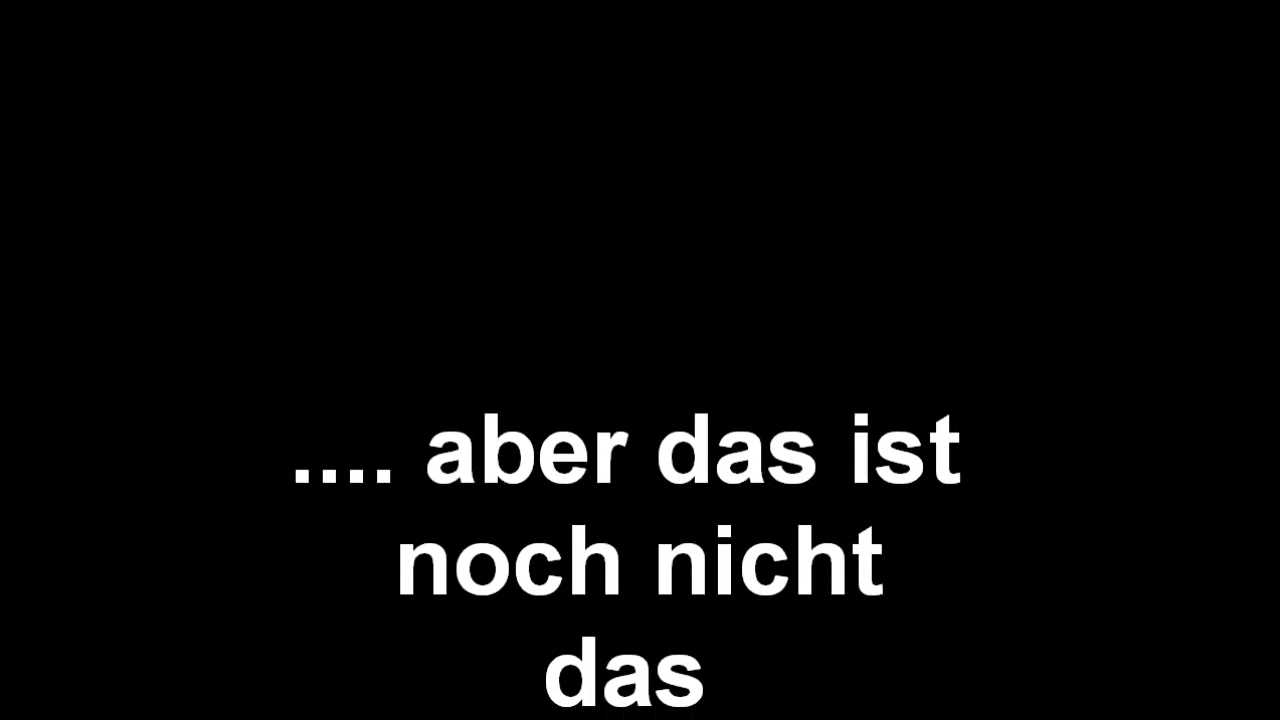 .... aber das ist
noch nicht
das